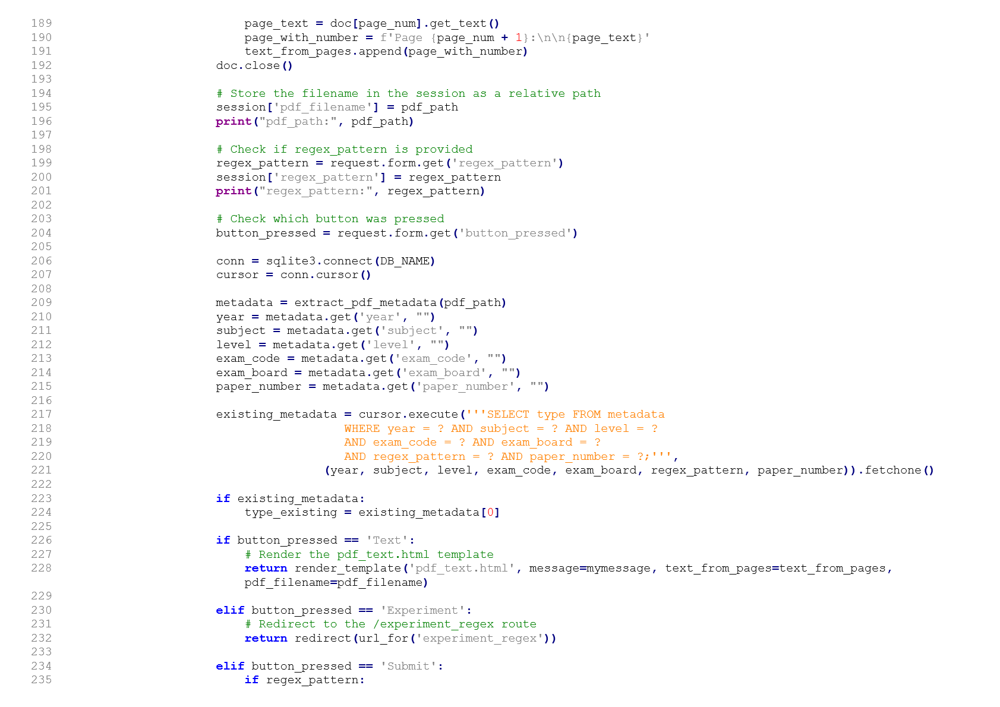 189                           page_text = doc[page_num].get_text()
190                           page_with_number = f'Page {page_num + 1}:\n\n{page_text}'
191                           text_from_pages.append(page_with_number)
192                       doc.close()
193
194                       # Store the filename in the session as a relative path
195                       session['pdf_filename'] = pdf_path
196                       print("pdf_path:", pdf_path)
197
198                       # Check if regex_pattern is provided
199                       regex_pattern = request.form.get('regex_pattern')
200                       session['regex_pattern'] = regex_pattern
201                       print("regex_pattern:", regex_pattern)
202
203                       # Check which button was pressed
204                       button_pressed = request.form.get('button_pressed')
205
206                       conn = sqlite3.connect(DB_NAME)
207                       cursor = conn.cursor()
208
209                       metadata = extract_pdf_metadata(pdf_path)
210                       year = metadata.get('year', "")
211                       subject = metadata.get('subject', "")
212                       level = metadata.get('level', "")
213                       exam_code = metadata.get('exam_code', "")
214                       exam_board = metadata.get('exam_board', "")
215                       paper_number = metadata.get('paper_number', "")
216
217                       existing_metadata = cursor.execute('''SELECT type FROM metadata
218                                         WHERE year = ? AND subject = ? AND level = ?
219                                         AND exam_code = ? AND exam_board = ?
220                                         AND regex_pattern = ? AND paper_number = ?;''',
221                                      (year, subject, level, exam_code, exam_board, regex_pattern, paper_number)).fetchone()
222
223                       if existing_metadata:
224                           type_existing = existing_metadata[0]
225
226                       if button_pressed == 'Text':
227                           # Render the pdf_text.html template
228                           return render_template('pdf_text.html', message=mymessage, text_from_pages=text_from_pages,
                              pdf_filename=pdf_filename)
229
230                       elif button_pressed == 'Experiment':
231                           # Redirect to the /experiment_regex route
232                           return redirect(url_for('experiment_regex'))
233
234                       elif button_pressed == 'Submit':
235                           if regex_pattern: